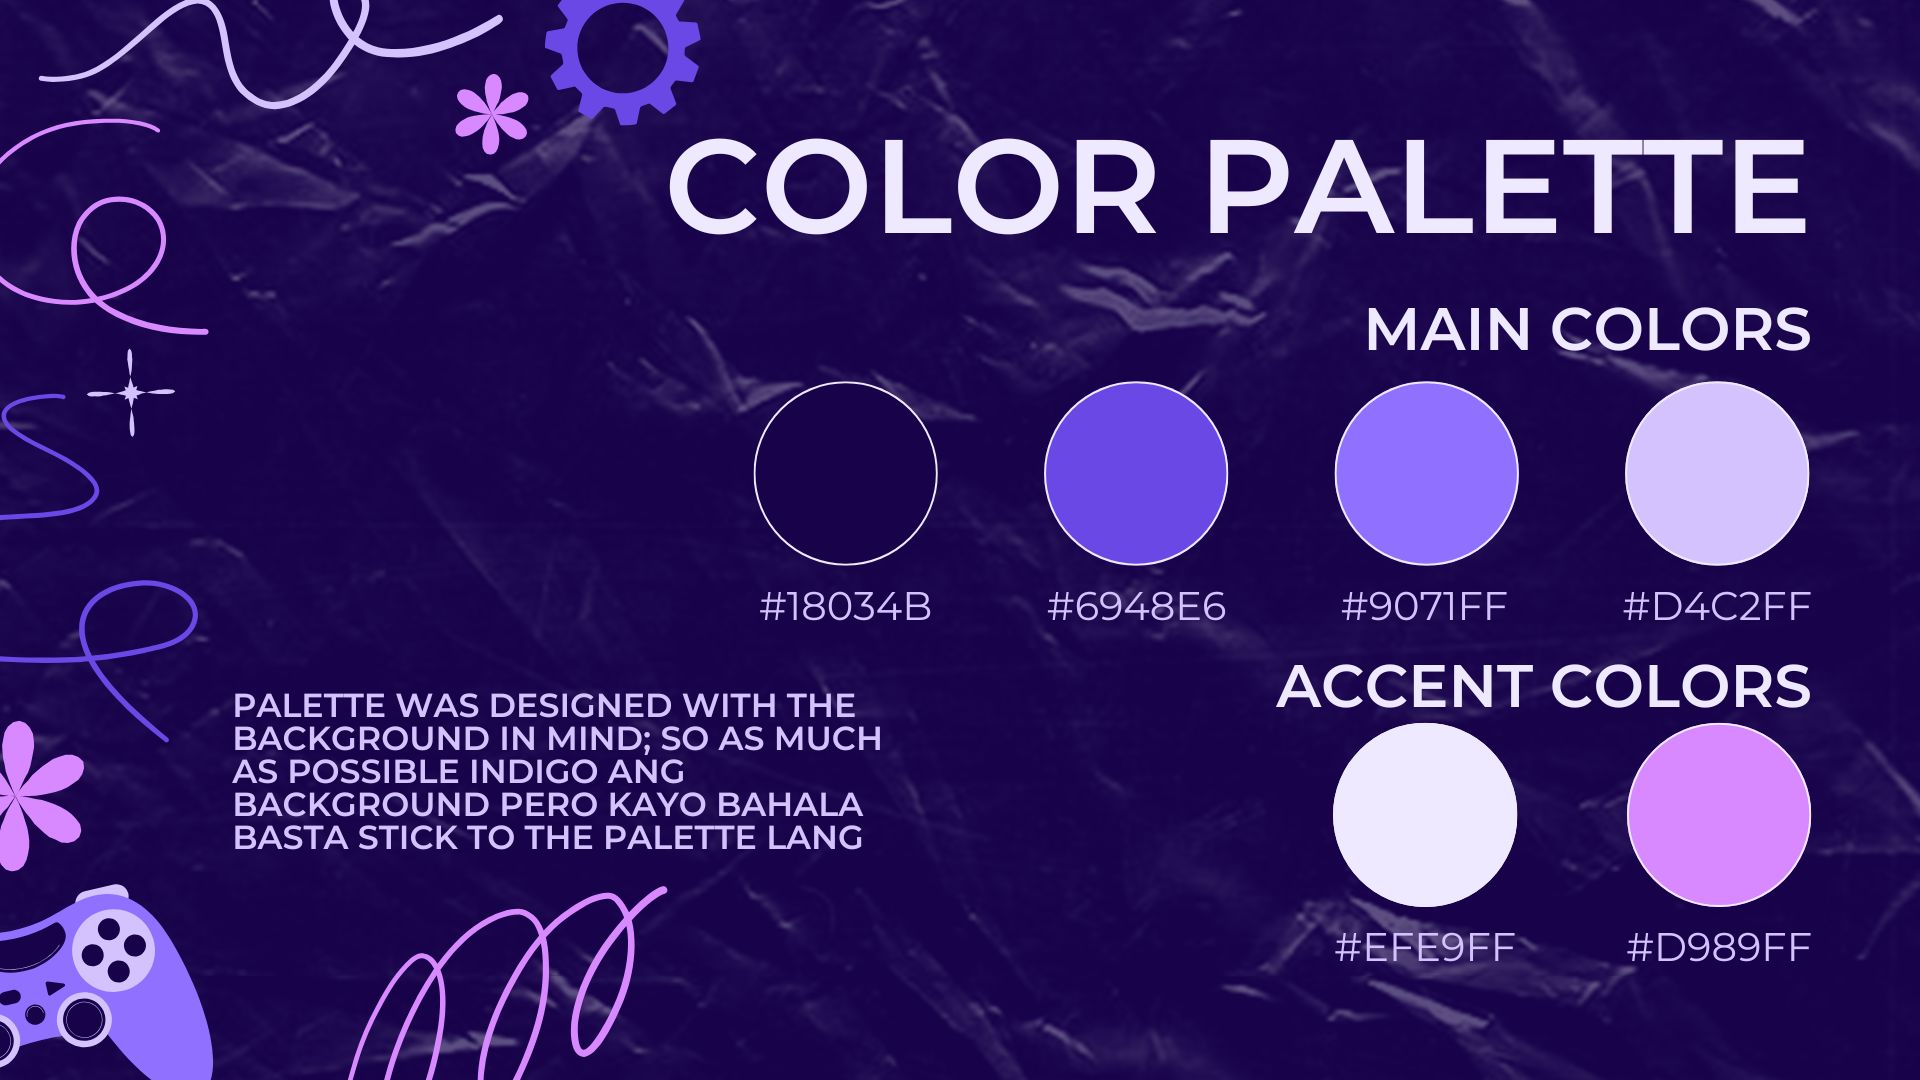 COLOR PALETTE
MAIN COLORS
#18034B
#6948E6
#9071FF
#D4C2FF
ACCENT COLORS
#EFE9FF
#D989FF
PALETTE WAS DESIGNED WITH THE
BACKGROUND IN MIND; SO AS MUCH
AS POSSIBLE INDIGO ANG
BACKGROUND PERO KAYO BAHALA
BASTA STICK TO THE PALETTE LANG